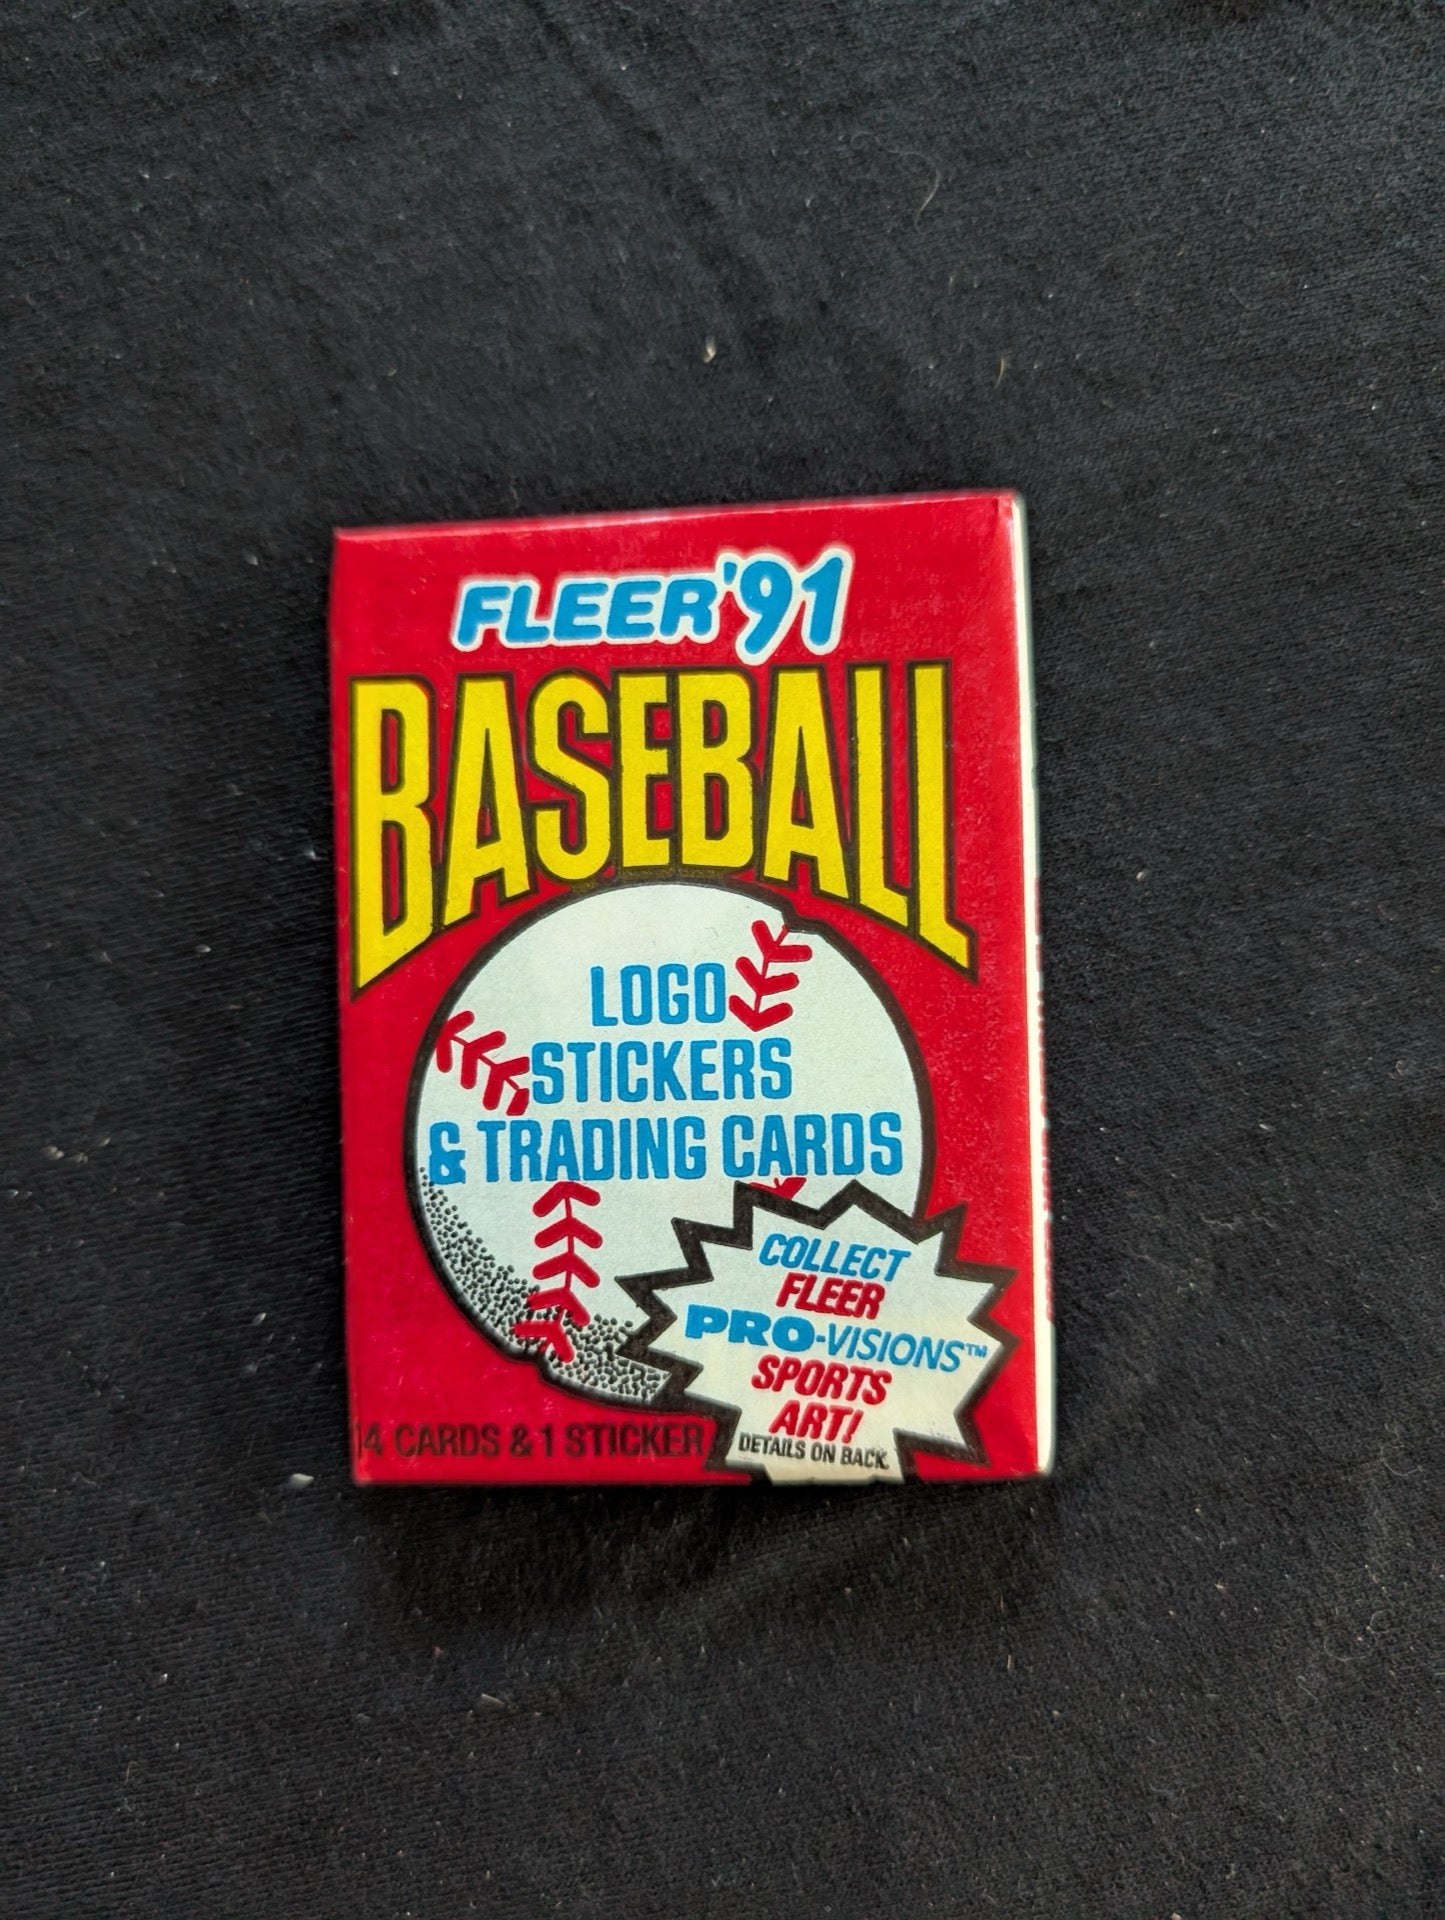 FLEER '91
BASEBALL
LOGO
STICKERS
& TRADING CARDS
COLLECT
FLEER
PRO-VISIONS™
SPORTS
ART!
DETAILS ON BACK.
14 CARDS & 1 STICKER